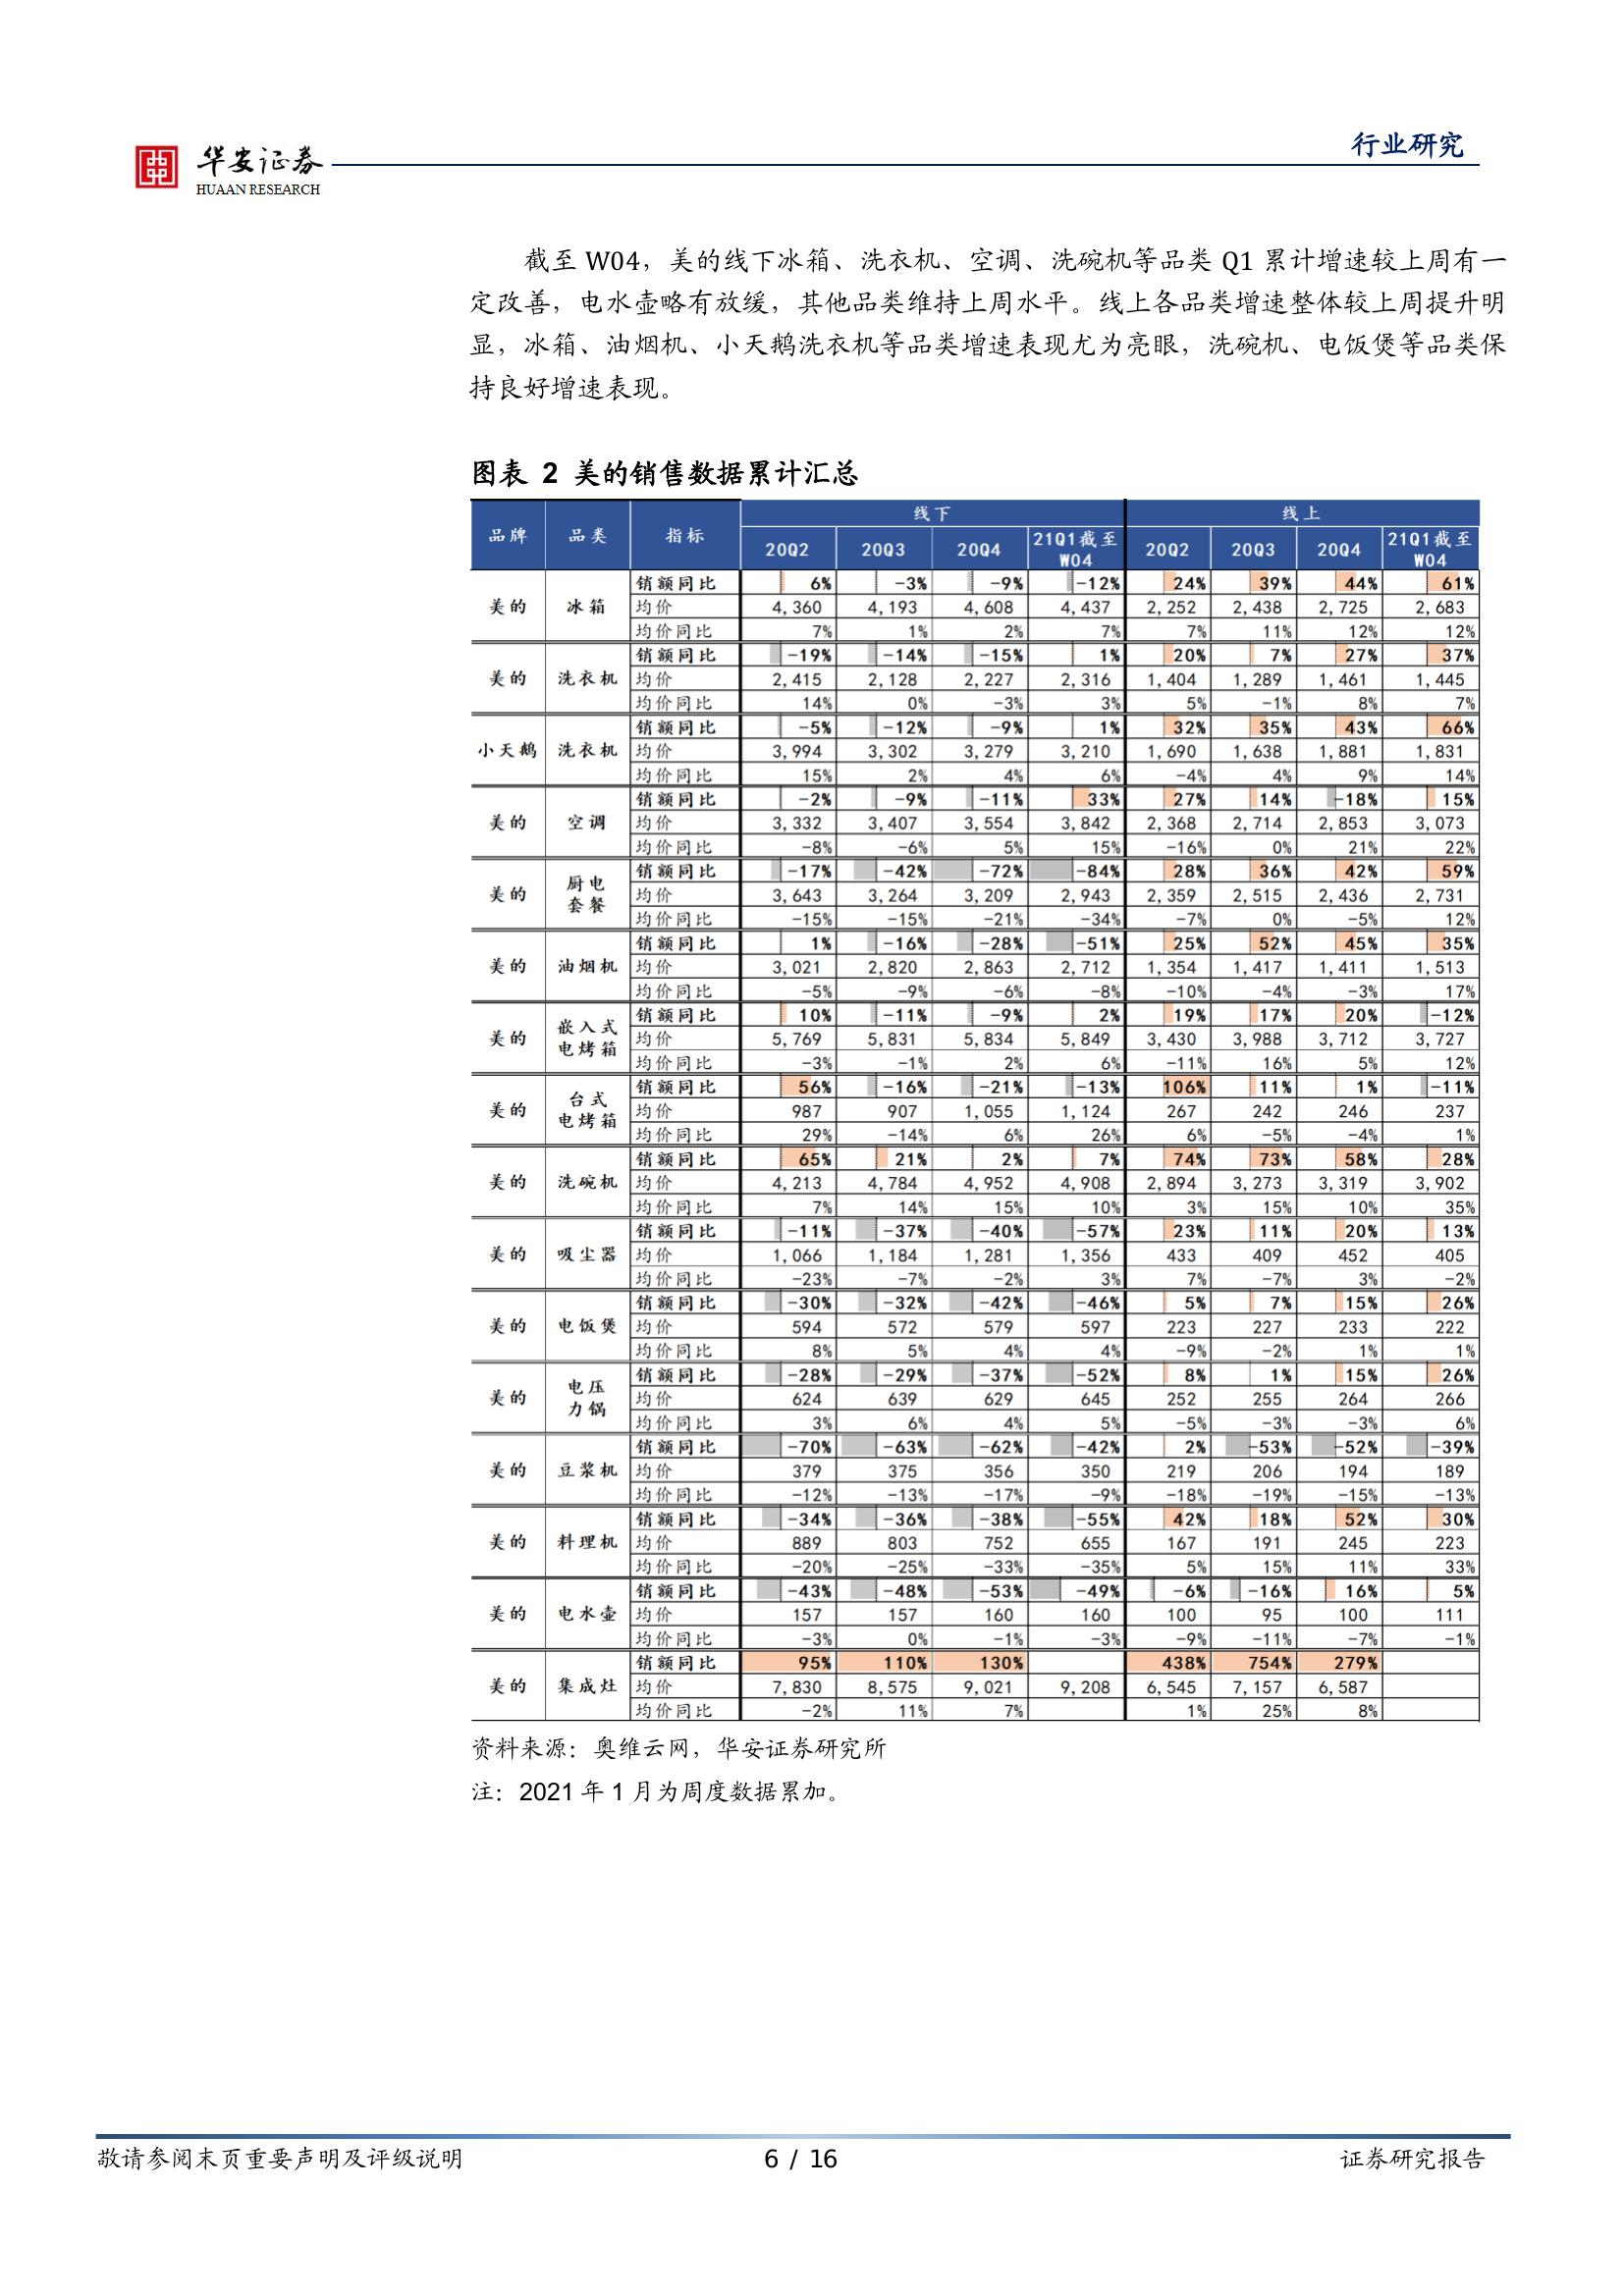 华安证券
HUAAN RESEARCH
行业研究
截至 W04，美的线下冰箱、洗衣机、空调、洗碗机等品类 Q1 累计增速较上周有一
定改善，电水壶略有放缓，其他品类维持上周水平。线上各品类增速整体较上周提升明
显，冰箱、油烟机、小天鹅洗衣机等品类增速表现尤为亮眼，洗碗机、电饭煲等品类保
持良好增速表现。
图表 2 美的销售数据累计汇总
品牌 品类 指标 线下 线上
20Q2 20Q3 20Q4 21Q1截至W04 20Q2 20Q3 20Q4 21Q1截至W04
美的 冰箱 销额同比 6% -3% -9% -12% 24% 39% 44% 61%
均价 4,360 4,193 4,608 4,437 2,252 2,438 2,725 2,683
均价同比 7% 1% 2% 7% 7% 11% 12% 12%
美的 洗衣机 销额同比 -19% -14% -15% 1% 20% 7% 27% 37%
均价 2,415 2,128 2,227 2,316 1,404 1,289 1,461 1,445
均价同比 14% 0% -3% 3% 5% -1% 8% 7%
小天鹅 洗衣机 销额同比 -5% -12% -9% 1% 32% 35% 43% 66%
均价 3,994 3,302 3,279 3,210 1,690 1,638 1,881 1,831
均价同比 15% 2% 4% 6% -4% 4% 9% 14%
美的 空调 销额同比 -2% -9% -11% 33% 27% 14% -18% 15%
均价 3,332 3,407 3,554 3,842 2,368 2,714 2,853 3,073
均价同比 -8% -6% 5% 15% -16% 0% 21% 22%
美的 厨电套餐 销额同比 -17% -42% -72% -84% 28% 36% 42% 59%
均价 3,643 3,264 3,209 2,943 2,359 2,515 2,436 2,731
均价同比 -15% -15% -21% -34% -7% 0% -5% 12%
美的 油烟机 销额同比 1% -16% -28% -51% 25% 52% 45% 35%
均价 3,021 2,820 2,863 2,712 1,354 1,417 1,411 1,513
均价同比 -5% -9% -6% -8% -10% -4% -3% 17%
美的 嵌入式电烤箱 销额同比 10% -11% -9% 2% 19% 17% 20% -12%
均价 5,769 5,831 5,834 5,849 3,430 3,988 3,712 3,727
均价同比 -3% -1% 2% 6% -11% 16% 5% 12%
美的 台式电烤箱 销额同比 56% -16% -21% -13% 106% 11% 1% -11%
均价 987 907 1,055 1,124 267 242 246 237
均价同比 29% -14% 6% 26% 6% -5% -4% 1%
美的 洗碗机 销额同比 65% 21% 2% 7% 74% 73% 58% 28%
均价 4,213 4,784 4,952 4,908 2,894 3,273 3,319 3,902
均价同比 7% 14% 15% 10% 3% 15% 10% 35%
美的 吸尘器 销额同比 -11% -37% -40% -57% 23% 11% 20% 13%
均价 1,066 1,184 1,281 1,356 433 409 452 405
均价同比 -23% -7% -2% 3% 7% -7% 3% -2%
美的 电饭煲 销额同比 -30% -32% -42% -46% 5% 7% 15% 26%
均价 594 572 579 597 223 227 233 222
均价同比 8% 5% 4% 4% -9% -2% 1% 1%
美的 电压力锅 销额同比 -28% -29% -37% -52% 8% 1% 15% 26%
均价 624 639 629 645 252 255 264 266
均价同比 3% 6% 4% 5% -5% -3% -3% 6%
美的 豆浆机 销额同比 -70% -63% -62% -42% 2% -53% -52% -39%
均价 379 375 356 350 219 206 194 189
均价同比 -12% -13% -17% -9% -18% -19% -15% -13%
美的 料理机 销额同比 -34% -36% -38% -55% 42% 18% 52% 30%
均价 889 803 752 655 167 191 245 223
均价同比 -20% -25% -33% -35% 5% 15% 11% 33%
美的 电水壶 销额同比 -43% -48% -53% -49% -6% -16% 16% 5%
均价 157 157 160 160 100 95 100 111
均价同比 -3% 0% -1% -3% -9% -11% -7% -1%
美的 集成灶 销额同比 95% 110% 130% 438% 754% 279%
均价 7,830 8,575 9,021 9,208 6,545 7,157 6,587
均价同比 -2% 11% 7% 1% 25% 8%
资料来源：奥维云网，华安证券研究所
注：2021 年 1 月为周度数据累加。
敬请参阅末页重要声明及评级说明
6 / 16
证券研究报告